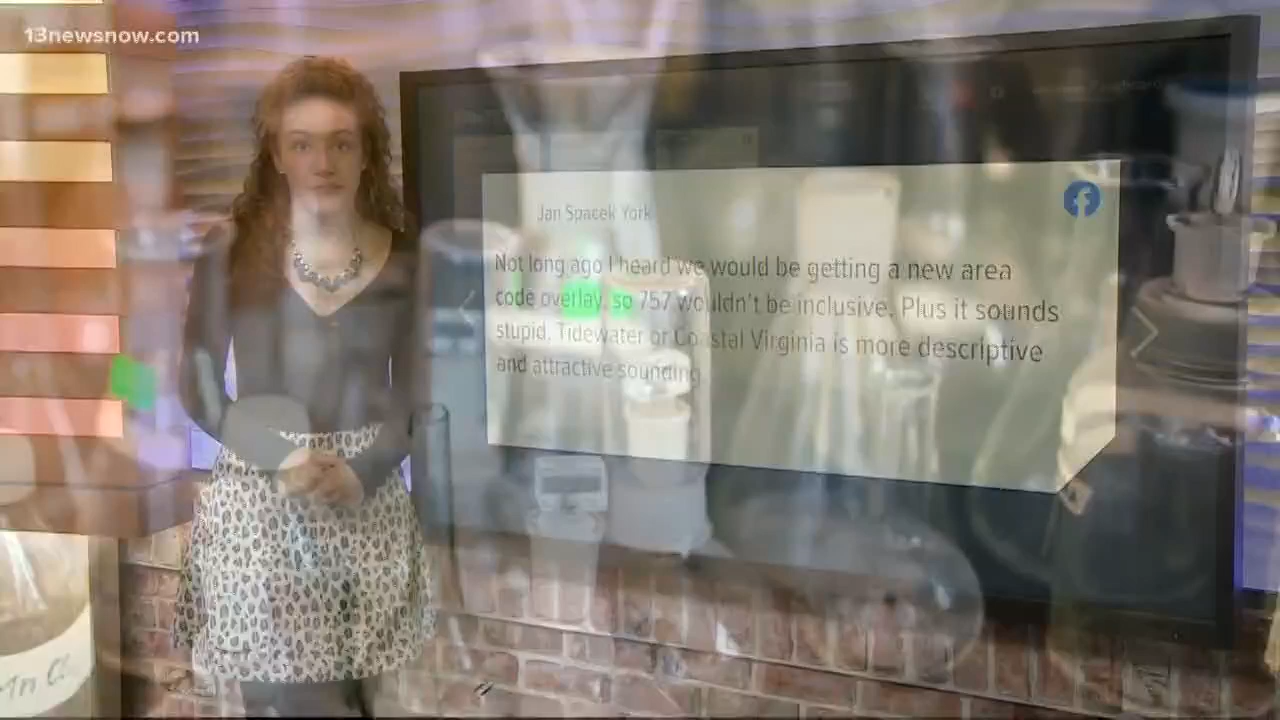 13newsnow.com
Jan Spacek York
Not long ago I heard we would be getting a new area
code overlay, so 757 wouldn't be inclusive. Plus it sounds
stupid. Tidewater or Coastal Virginia is more descriptive
and attractive sounding